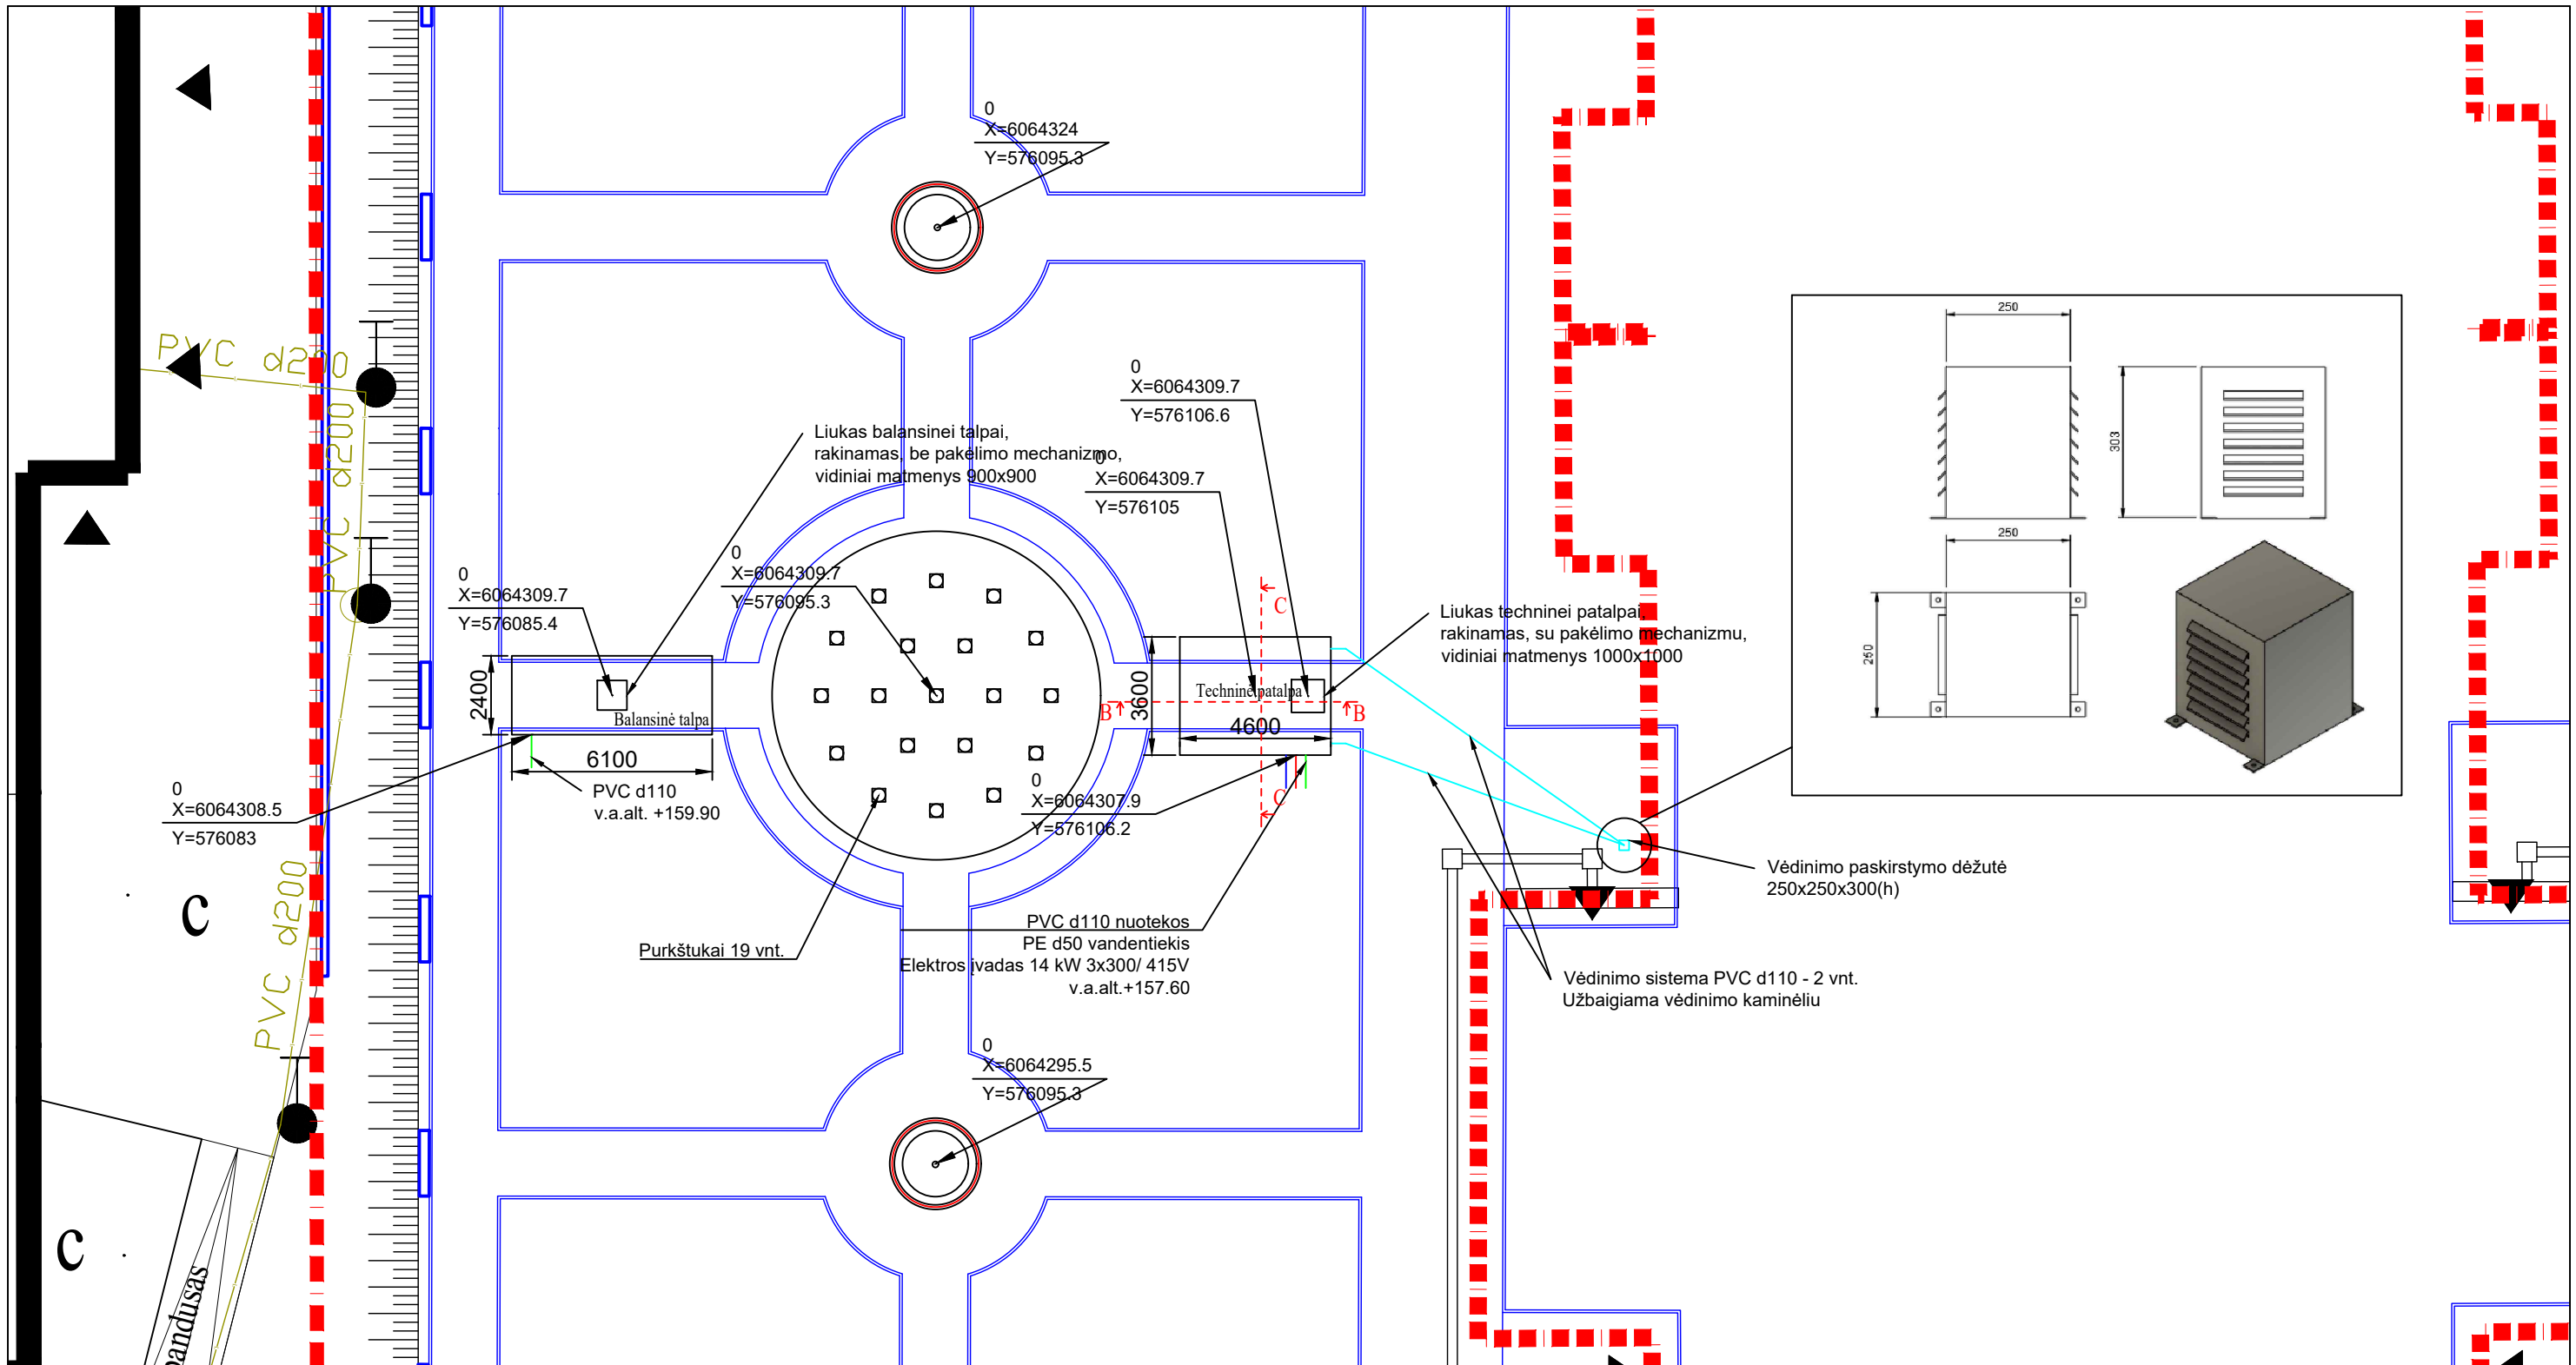 0
X=6064324
Y=576095.3
PVC d200
PVC d200
0
X=6064309.7
Y=576106.6
Liukas balansinei talpai,
rakinamas, be pakėlimo mechanizmo,
vidiniai matmenys 900x900
0
X=6064309.7
Y=576105
250
303
250
250
0
X=6064309.7
Y=576085.4
0
X=6064309.7
Y=576095.3
C
Liukas techninei patalpai,
rakinamas, su pakėlimo mechanizmu,
vidiniai matmenys 1000x1000
2400
Balansinė talpa
6100
3600
Techninė patalpa
4600
B
B
PVC d110
v.a.alt. +159.90
0
X=6064308.5
Y=576083
0
X=6064307.9
Y=576106.2
C
Vėdinimo paskirstymo dėžutė
250x250x300(h)
PVC d200
c
Purkštukai 19 vnt.
PVC d110 nuotekos
PE d50 vandentiekis
Elektros įvadas 14 kW 3x300/ 415V
v.a.alt.+157.60
Vėdinimo sistema PVC d110 - 2 vnt.
Užbaigiama vėdinimo kaminėliu
0
X=6064295.5
Y=576095.3
c
pandusas